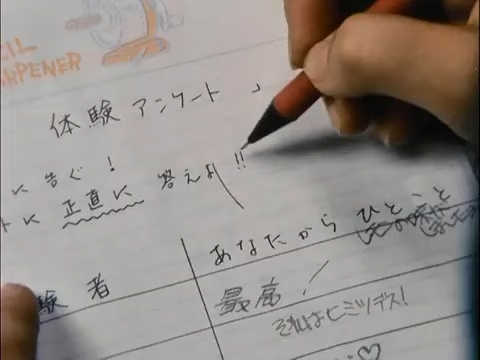 CIL
ARPENER
体験アンケート
に告ぐ!
トに 正直に 答えよ!!
あなたから ひとこと
験者
最高!
それはヒミツデス!
♡